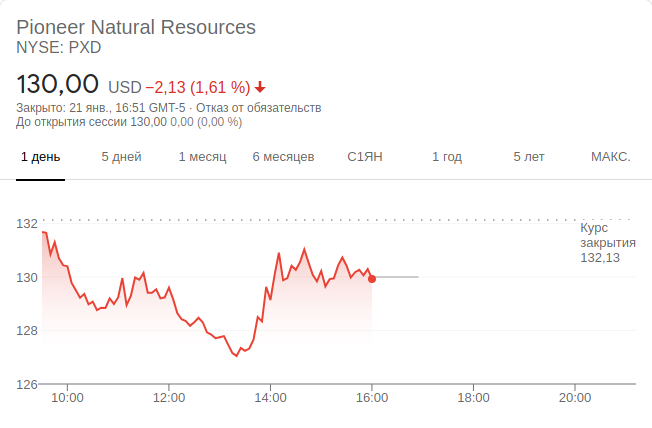 Pioneer Natural Resources
NYSE: PXD
130,00 USD −2,13 (1,61 %)
Закрыто: 21 янв., 16:51 GMT-5 · Отказ от обязательств
До открытия сессии 130,00 0,00 (0,00 %)
1 день 5 дней 1 месяц 6 месяцев С1ЯН 1 год 5 лет МАКС.
132
Курс
закрытия
132,13
130
128
126
10:00 12:00 14:00 16:00 18:00 20:00